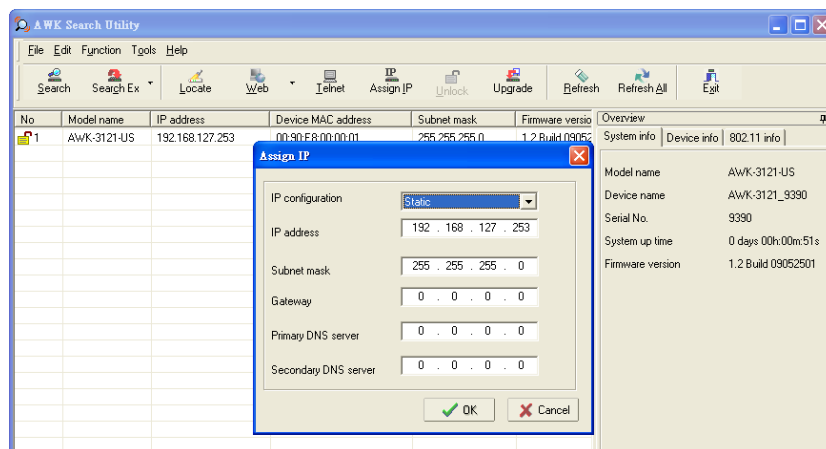 AWK Search Utility
File Edit Function Tools Help
Search Search Ex Locate Web Telnet Assign IP Unlock Upgrade Refresh Refresh All Exit
No Model name IP address Device MAC address Subnet mask Firmware versio
1 AWK-3121-US 192.168.127.253 00:90:E8:00:00:01 255.255.255.0 1.2 Build 09052
Overview
System info Device info 802.11 info
Model name AWK-3121-US
Device name AWK-3121_9390
Serial No. 9390
System up time 0 days 00h:00m:51s
Firmware version 1.2 Build 09052501
Assign IP
IP configuration Static
IP address 192 . 168 . 127 . 253
Subnet mask 255 . 255 . 255 . 0
Gateway 0 . 0 . 0 . 0
Primary DNS server 0 . 0 . 0 . 0
Secondary DNS server 0 . 0 . 0 . 0
OK Cancel